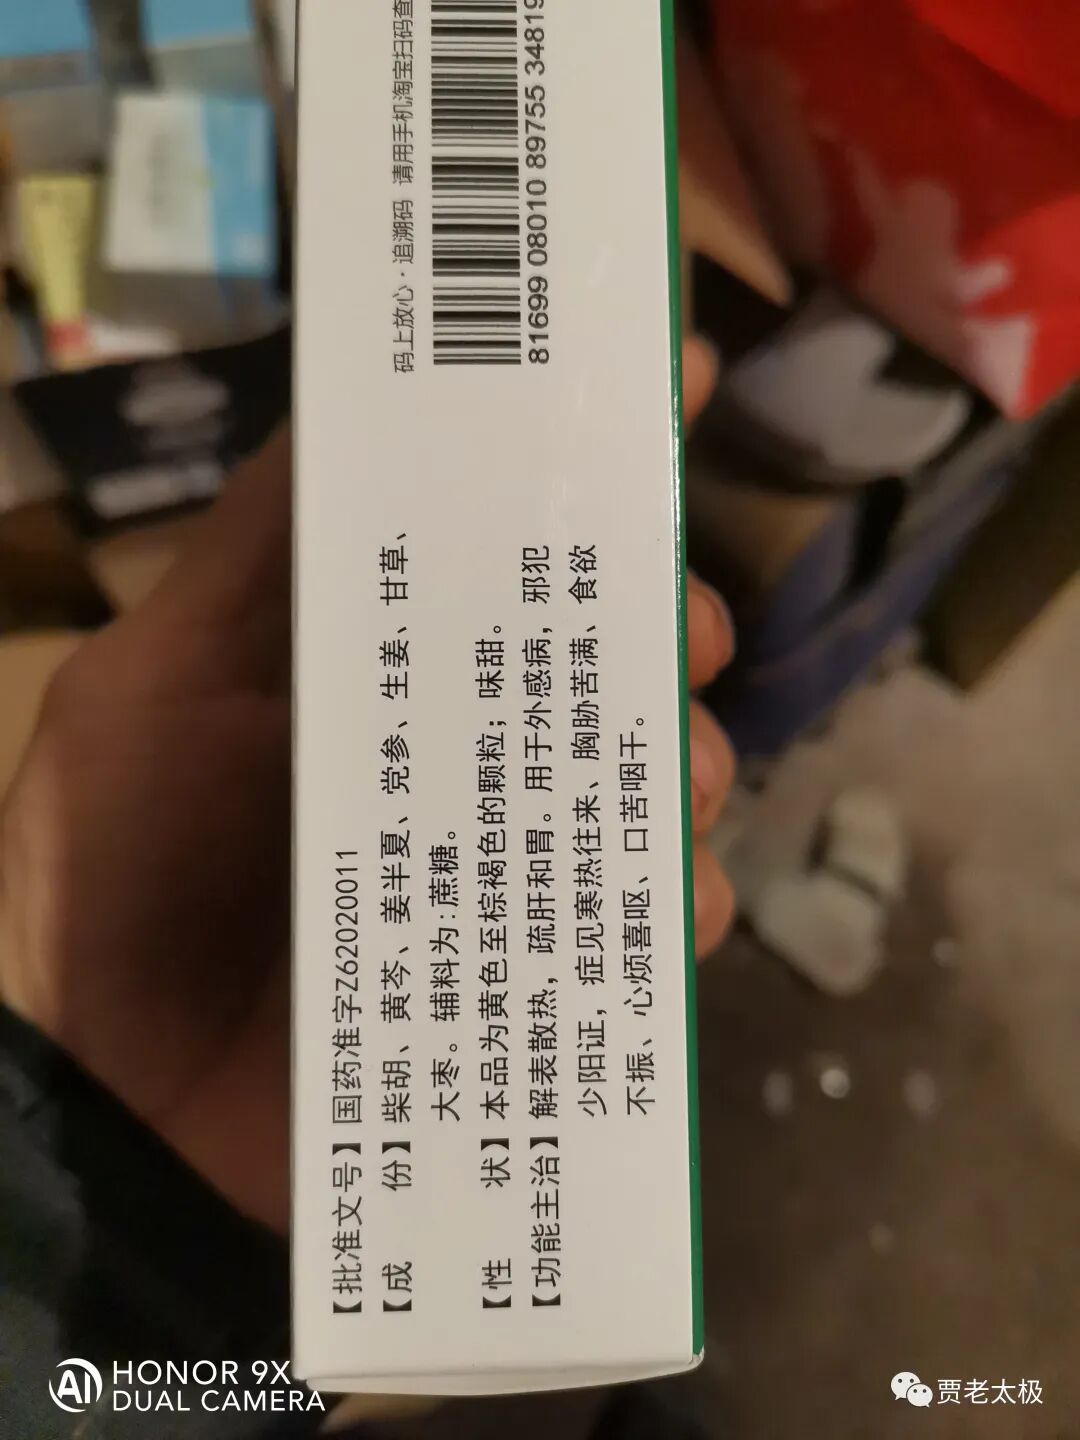 【批准文号】国药准字Z62020011
【成 份】柴胡、黄芩、姜半夏、党参、生姜、甘草、
大枣。辅料为:蔗糖。
【性 状】本品为黄色至棕褐色的颗粒；味甜。
【功能主治】解表散热，疏肝和胃。用于外感病，邪犯
少阳证，症见寒热往来、胸胁苦满、食欲
不振、心烦喜呕、口苦咽干。
码上放心·追溯码 请用手机淘宝扫码查
81699 08010 89755 34819
HONOR 9X
DUAL CAMERA
AI
贾老太极